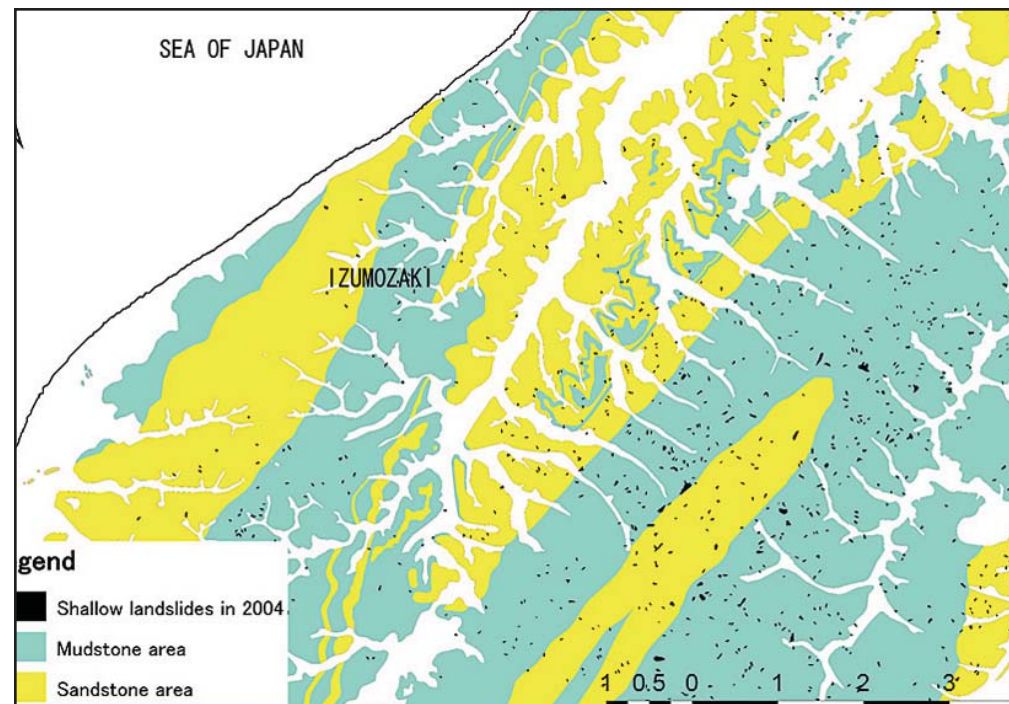 SEA OF JAPAN
IZUMOZAKI
gend
Shallow landslides in 2004
Mudstone area
Sandstone area
1 0.5 0 1 2 3